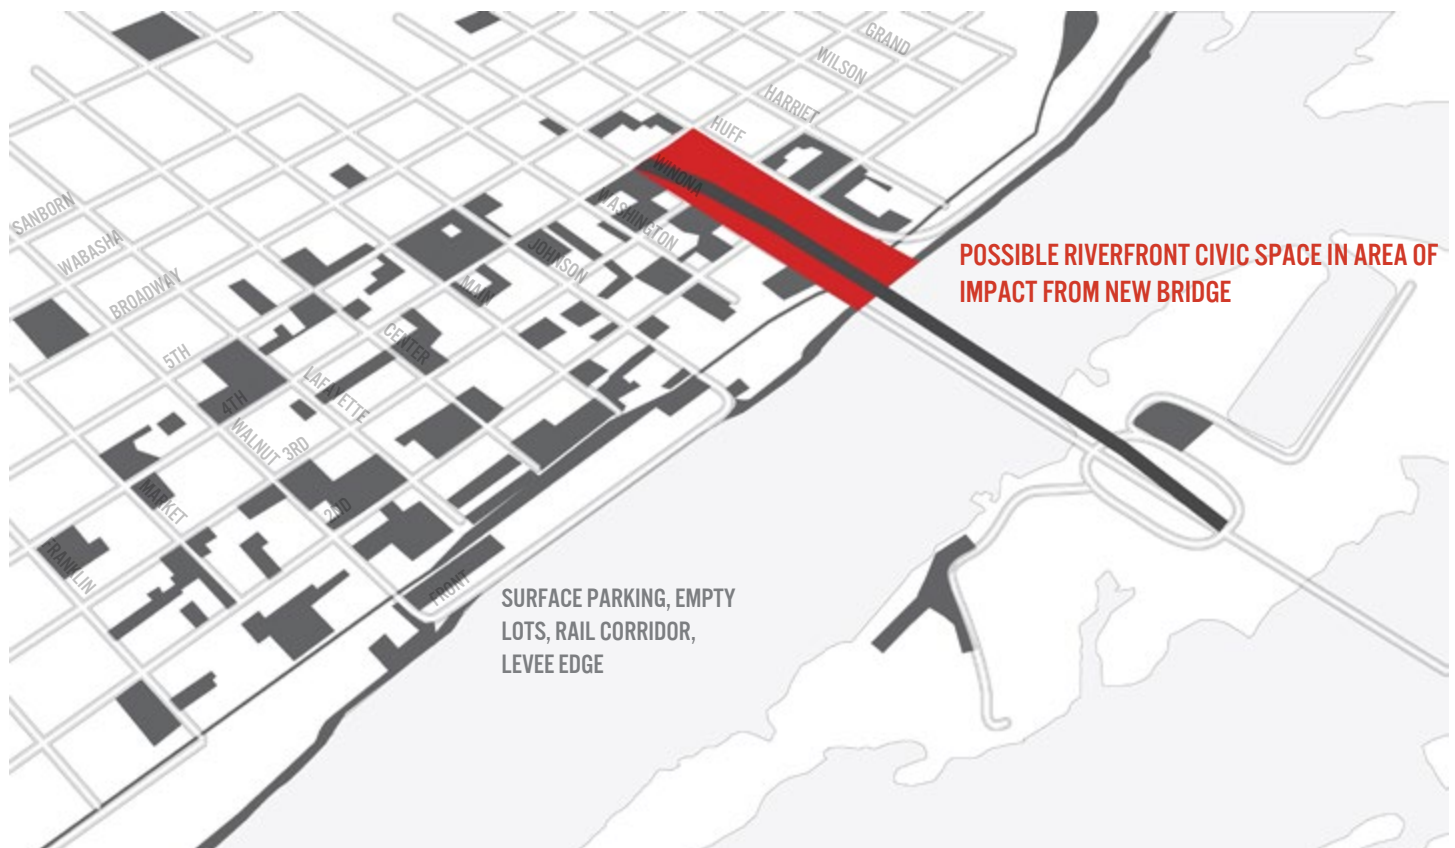 GRAND
WILSON
HARRIET
HUFF
WINONA
WASHINGTON
JOHNSON
MAIN
CENTER
LAFAYETTE
WALNUT
MARKET
FRANKLIN
SANBORN
WABASHA
BROADWAY
5TH
4TH
3RD
2DD
FRONT
POSSIBLE RIVERFRONT CIVIC SPACE IN AREA OF
IMPACT FROM NEW BRIDGE
SURFACE PARKING, EMPTY
LOTS, RAIL CORRIDOR,
LEVEE EDGE